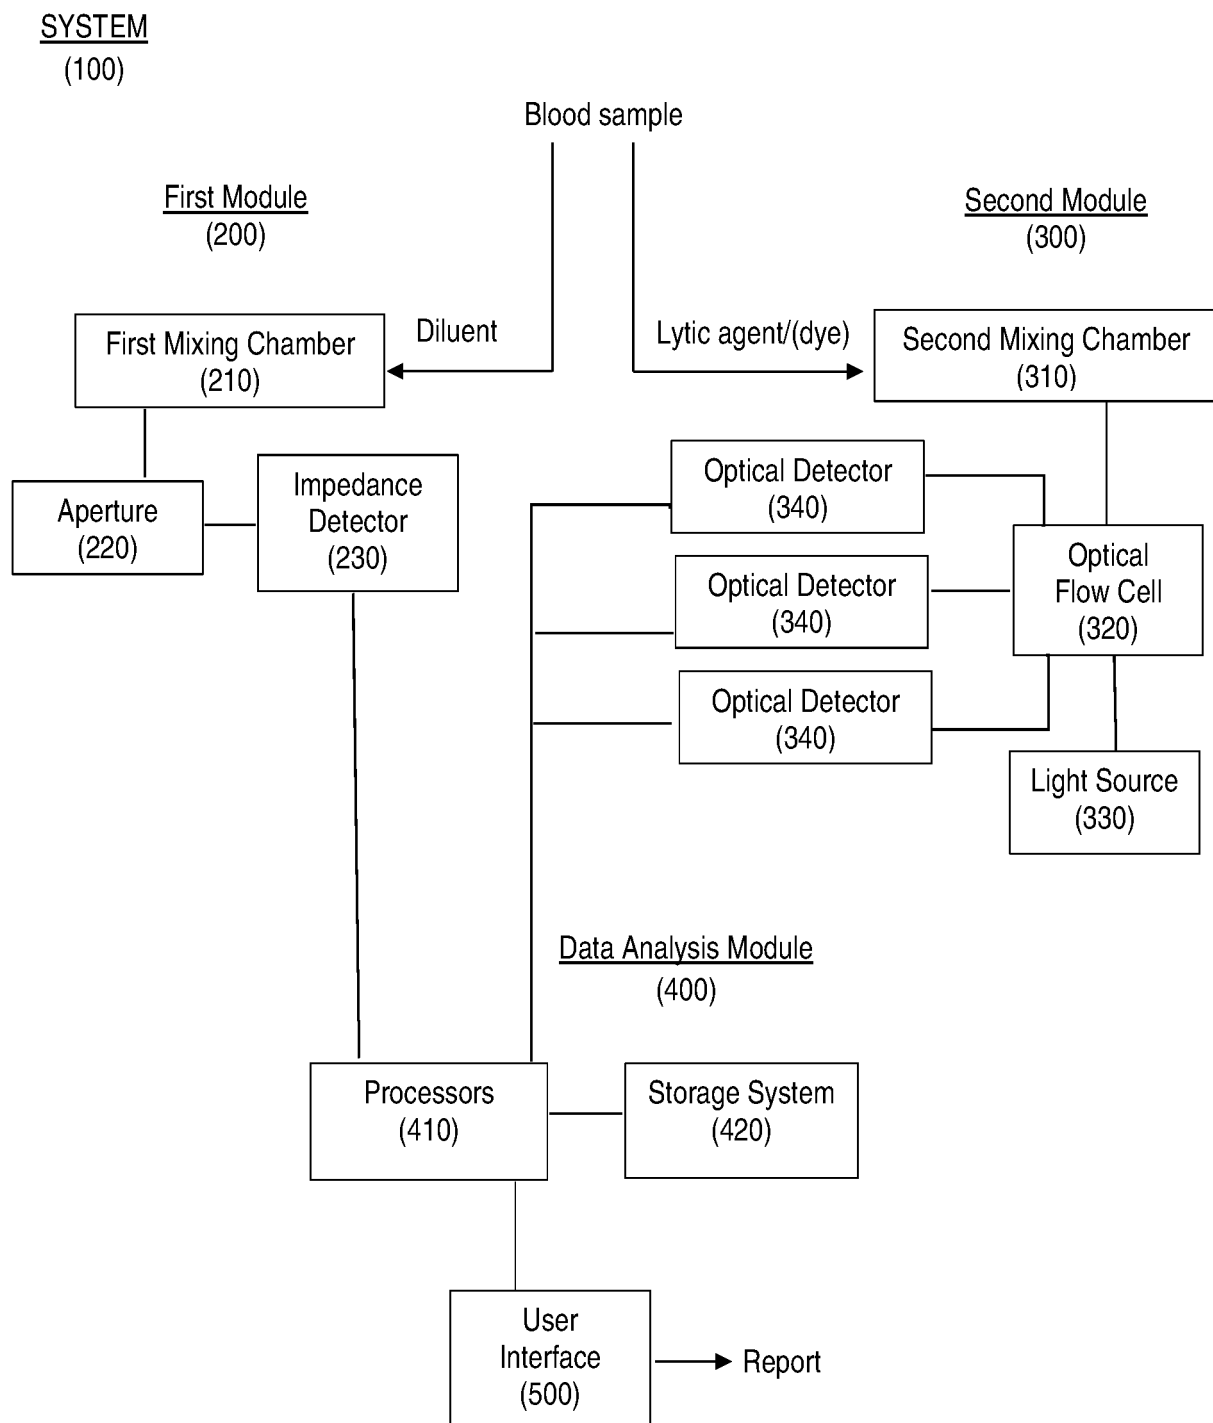 SYSTEM
(100)
Blood sample
First Module
(200)
Second Module
(300)
First Mixing Chamber
(210)
Diluent
Lytic agent/(dye)
Second Mixing Chamber
(310)
Aperture
(220)
Impedance
Detector
(230)
Optical Detector
(340)
Optical Detector
(340)
Optical Detector
(340)
Optical
Flow Cell
(320)
Light Source
(330)
Data Analysis Module
(400)
Processors
(410)
Storage System
(420)
User
Interface
(500)
Report